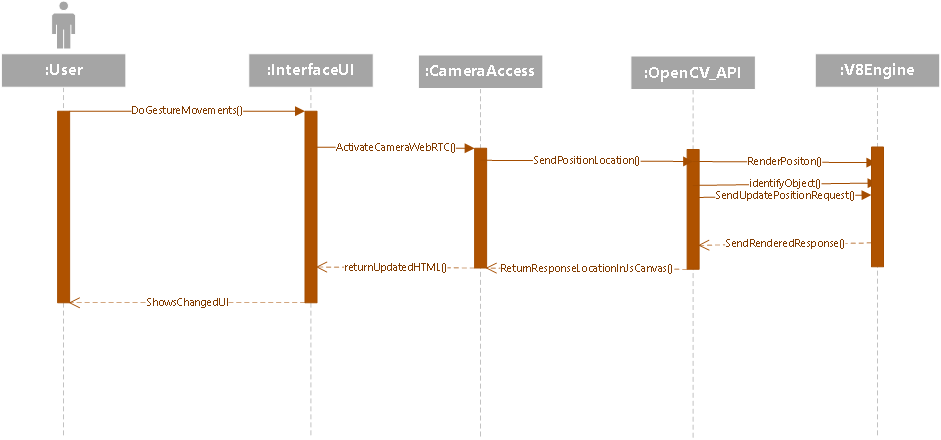 :User
:InterfaceUI
:CameraAccess
:OpenCV_API
:V8Engine
DoGestureMovements()
ActivateCameraWebRTC()
SendPositionLocation()
RenderPositon()
identifyObject()
SendUpdatePositionRequest()
SendRenderedResponse()
returnUpdatedHTML()
ReturnResponseLocationInJsCanvas()
ShowsChangedUI